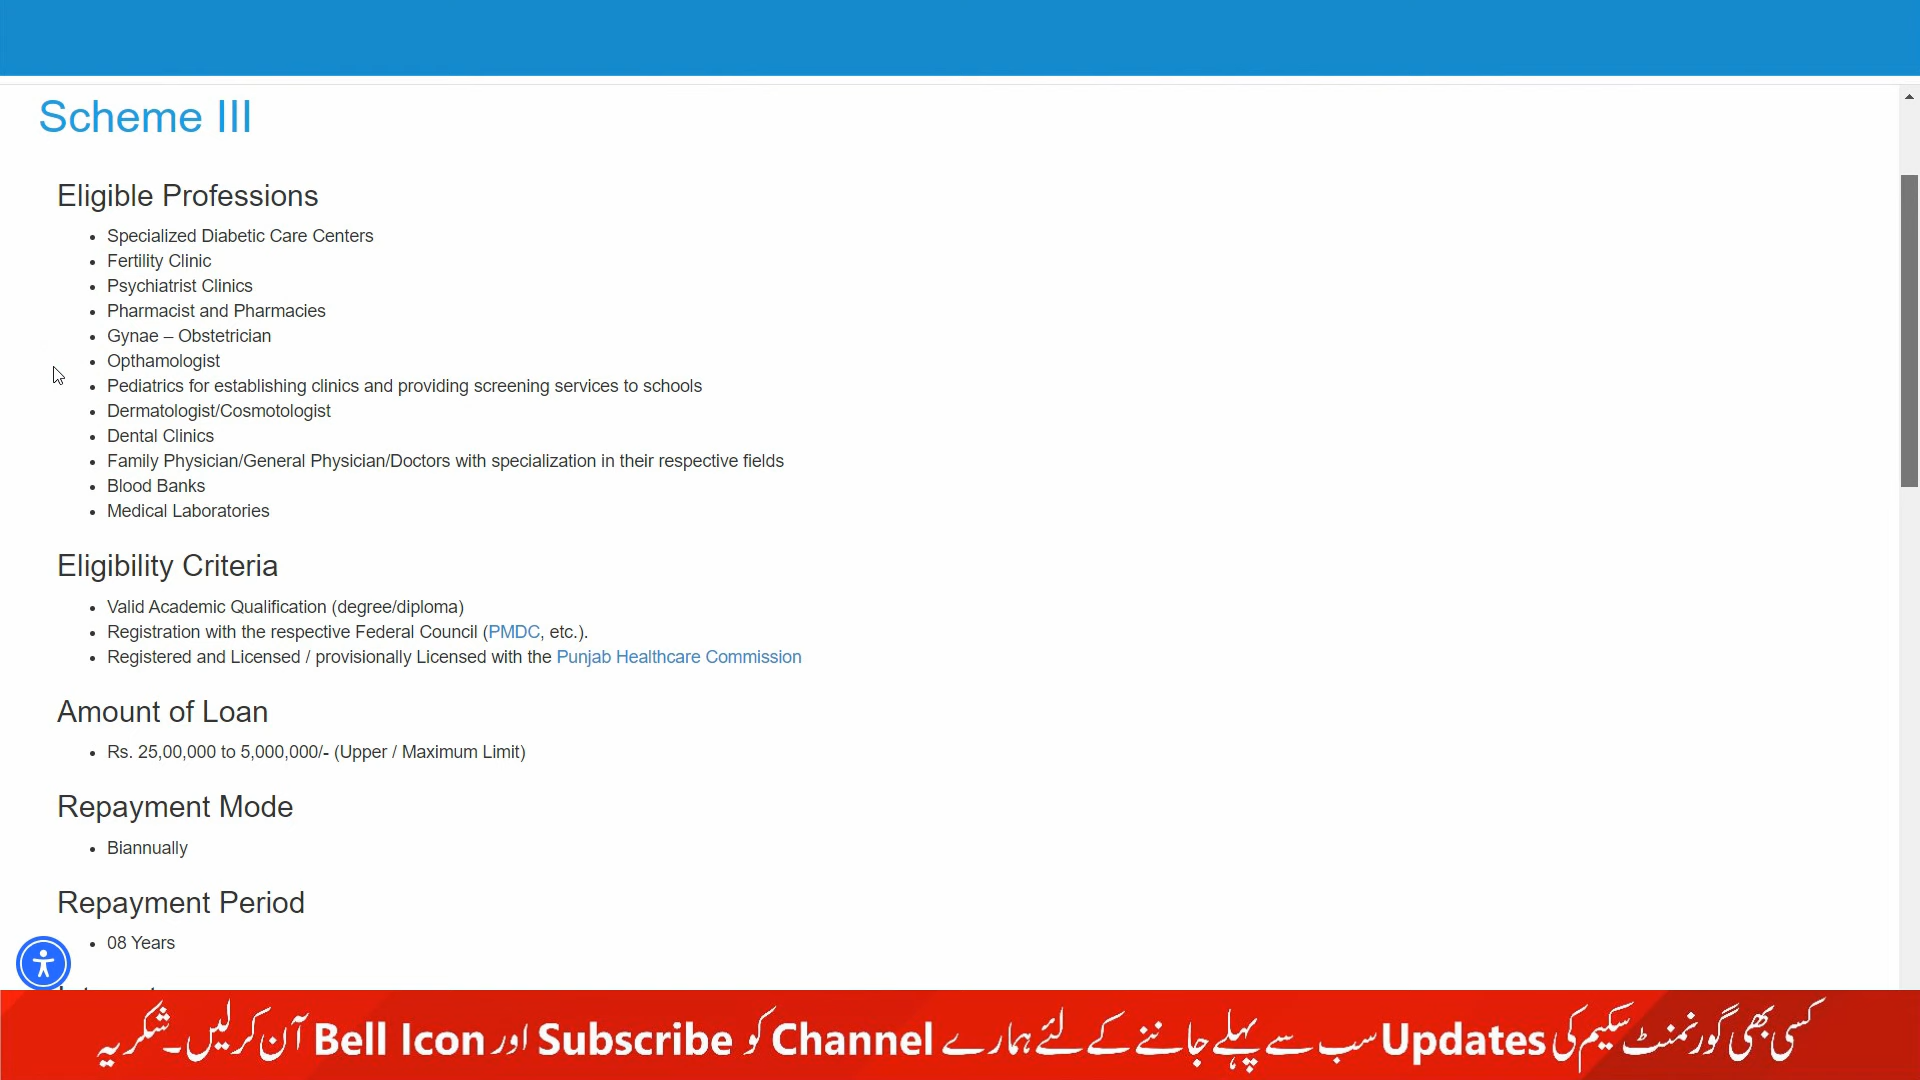 Scheme III
Eligible Professions
Specialized Diabetic Care Centers
Fertility Clinic
Psychiatrist Clinics
Pharmacist and Pharmacies
Gynae – Obstetrician
Opthamologist
Pediatrics for establishing clinics and providing screening services to schools
Dermatologist/Cosmotologist
Dental Clinics
Family Physician/General Physician/Doctors with specialization in their respective fields
Blood Banks
Medical Laboratories
Eligibility Criteria
Valid Academic Qualification (degree/diploma)
Registration with the respective Federal Council (PMDC, etc.).
Registered and Licensed / provisionally Licensed with the Punjab Healthcare Commission
Amount of Loan
Rs. 25,00,000 to 5,000,000/- (Upper / Maximum Limit)
Repayment Mode
Biannually
Repayment Period
08 Years
کسی بھی گورنمنٹ سکیم کی Updates سب سے پہلے جاننے کے لئے ہمارے Channel کو Subscribe اور Bell Icon آن کرلیں۔شکریہ